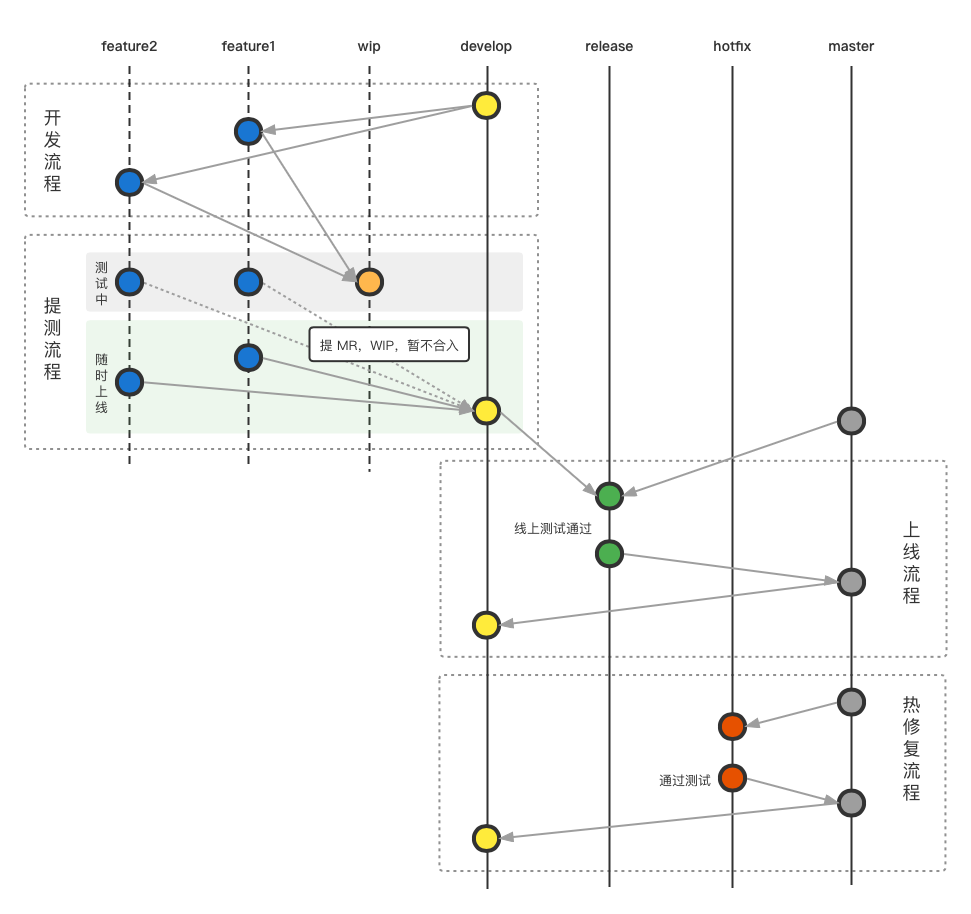 feature2
feature1
wip
develop
release
hotfix
master
开发流程
提测流程
测试中
提 MR，WIP，暂不合入
随时上线
线上测试通过
上线流程
热修复流程
通过测试